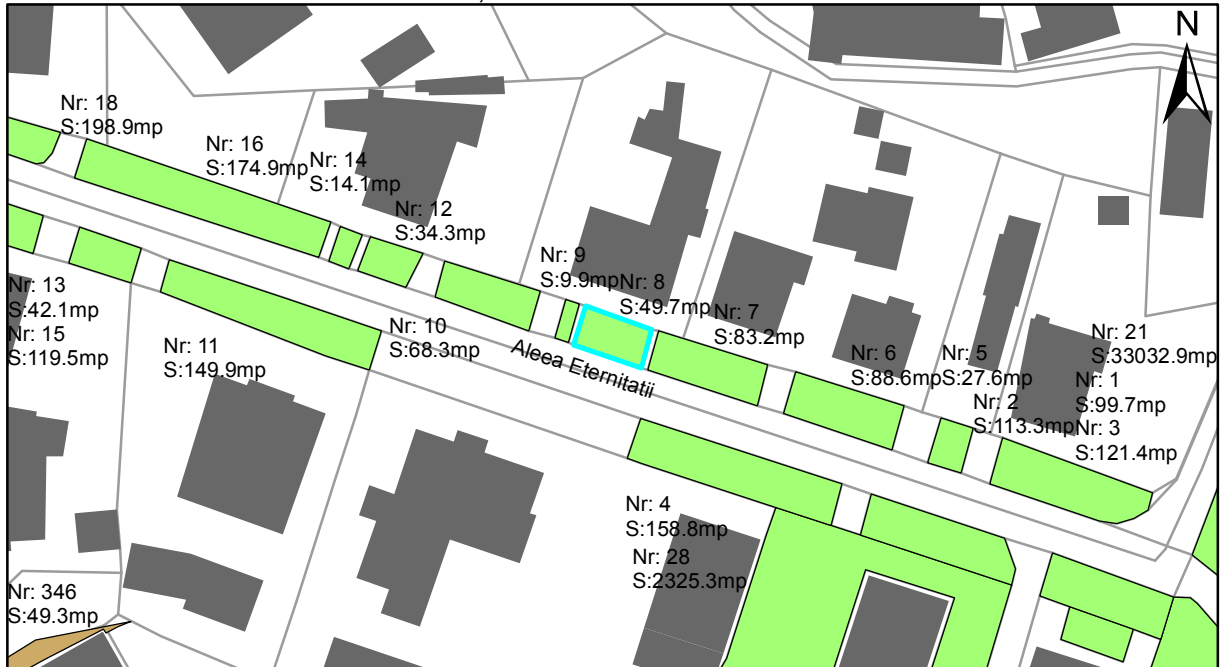 N
Nr: 18
S:198.9mp
Nr: 16
S:174.9mp
Nr: 14
S:14.1mp
Nr: 12
S:34.3mp
Nr: 9
S:9.9mp
Nr: 8
S:49.7mp
Nr: 7
S:83.2mp
Nr: 13
S:42.1mp
Nr: 15
S:119.5mp
Nr: 11
S:149.9mp
Nr: 10
S:68.3mp
Aleea Eternitatii
Nr: 6
S:88.6mp
Nr: 5
S:27.6mp
Nr: 21
S:33032.9mp
Nr: 1
S:99.7mp
Nr: 2
S:113.3mp
Nr: 3
S:121.4mp
Nr: 4
S:158.8mp
Nr: 28
S:2325.3mp
Nr: 346
S:49.3mp